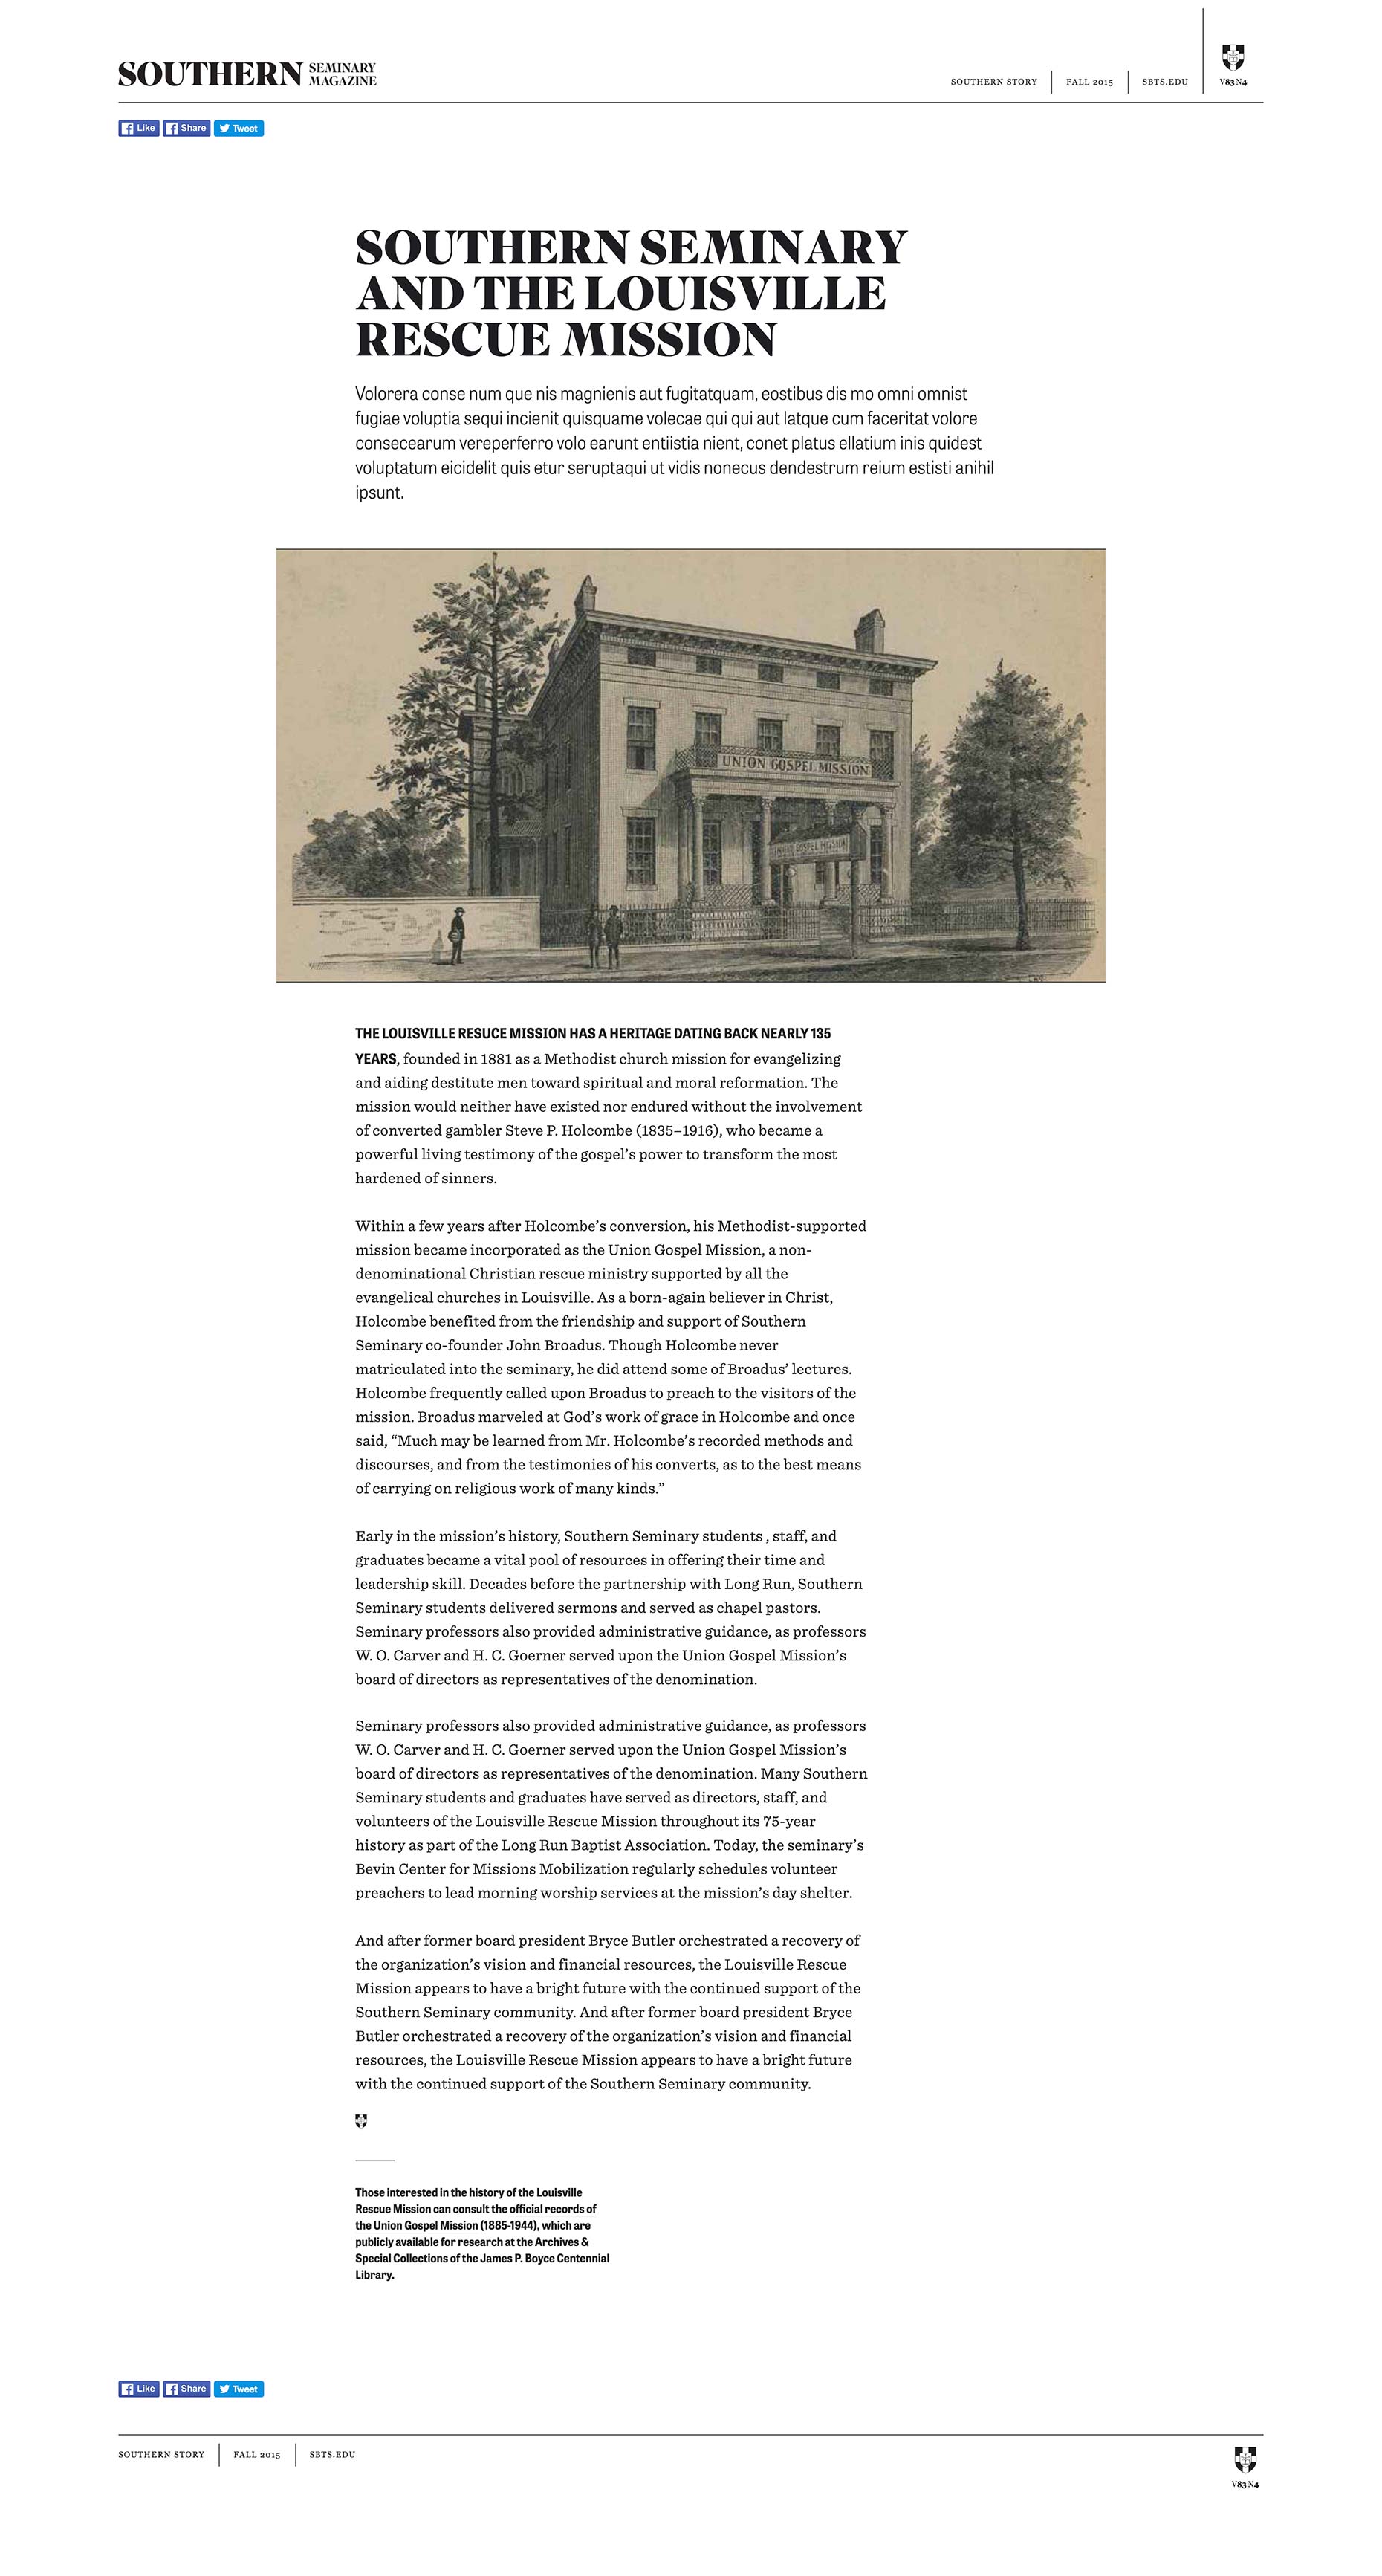 SOUTHERN SEMINARY MAGAZINE
SOUTHERN STORY FALL 2015 SBTS.EDU V83 N4
Like Share Tweet
SOUTHERN SEMINARY
AND THE LOUISVILLE
RESCUE MISSION
Volorera conse num que nis magnienis aut fugitatquam, eostibus dis mo omni omnist
fugiae voluptia sequi incienit quisquame volecae qui qui aut latque cum faceritat volore
consecearum vereperferro volo earunt entiistia nient, conet platus ellatium inis quidest
voluptatum eicidelit quis etur seruptaqui ut vidis nonecus dendestrum reium estisti anihil
ipsunt.
UNION GOSPEL MISSION
UNION GOSPEL MISSION
THE LOUISVILLE RESUCE MISSION HAS A HERITAGE DATING BACK NEARLY 135
YEARS, founded in 1881 as a Methodist church mission for evangelizing
and aiding destitute men toward spiritual and moral reformation. The
mission would neither have existed nor endured without the involvement
of converted gambler Steve P. Holcombe (1835–1916), who became a
powerful living testimony of the gospel’s power to transform the most
hardened of sinners.
Within a few years after Holcombe’s conversion, his Methodist-supported
mission became incorporated as the Union Gospel Mission, a non-
denominational Christian rescue ministry supported by all the
evangelical churches in Louisville. As a born-again believer in Christ,
Holcombe benefited from the friendship and support of Southern
Seminary co-founder John Broadus. Though Holcombe never
matriculated into the seminary, he did attend some of Broadus’ lectures.
Holcombe frequently called upon Broadus to preach to the visitors of the
mission. Broadus marveled at God’s work of grace in Holcombe and once
said, “Much may be learned from Mr. Holcombe’s recorded methods and
discourses, and from the testimonies of his converts, as to the best means
of carrying on religious work of many kinds.”
Early in the mission’s history, Southern Seminary students , staff, and
graduates became a vital pool of resources in offering their time and
leadership skill. Decades before the partnership with Long Run, Southern
Seminary students delivered sermons and served as chapel pastors.
Seminary professors also provided administrative guidance, as professors
W. O. Carver and H. C. Goerner served upon the Union Gospel Mission’s
board of directors as representatives of the denomination.
Seminary professors also provided administrative guidance, as professors
W. O. Carver and H. C. Goerner served upon the Union Gospel Mission’s
board of directors as representatives of the denomination. Many Southern
Seminary students and graduates have served as directors, staff, and
volunteers of the Louisville Rescue Mission throughout its 75-year
history as part of the Long Run Baptist Association. Today, the seminary’s
Bevin Center for Missions Mobilization regularly schedules volunteer
preachers to lead morning worship services at the mission’s day shelter.
And after former board president Bryce Butler orchestrated a recovery of
the organization’s vision and financial resources, the Louisville Rescue
Mission appears to have a bright future with the continued support of the
Southern Seminary community. And after former board president Bryce
Butler orchestrated a recovery of the organization’s vision and financial
resources, the Louisville Rescue Mission appears to have a bright future
with the continued support of the Southern Seminary community.
Those interested in the history of the Louisville
Rescue Mission can consult the official records of
the Union Gospel Mission (1885-1944), which are
publicly available for research at the Archives &
Special Collections of the James P. Boyce Centennial
Library.
Like Share Tweet
SOUTHERN STORY FALL 2015 SBTS.EDU
V83 N4